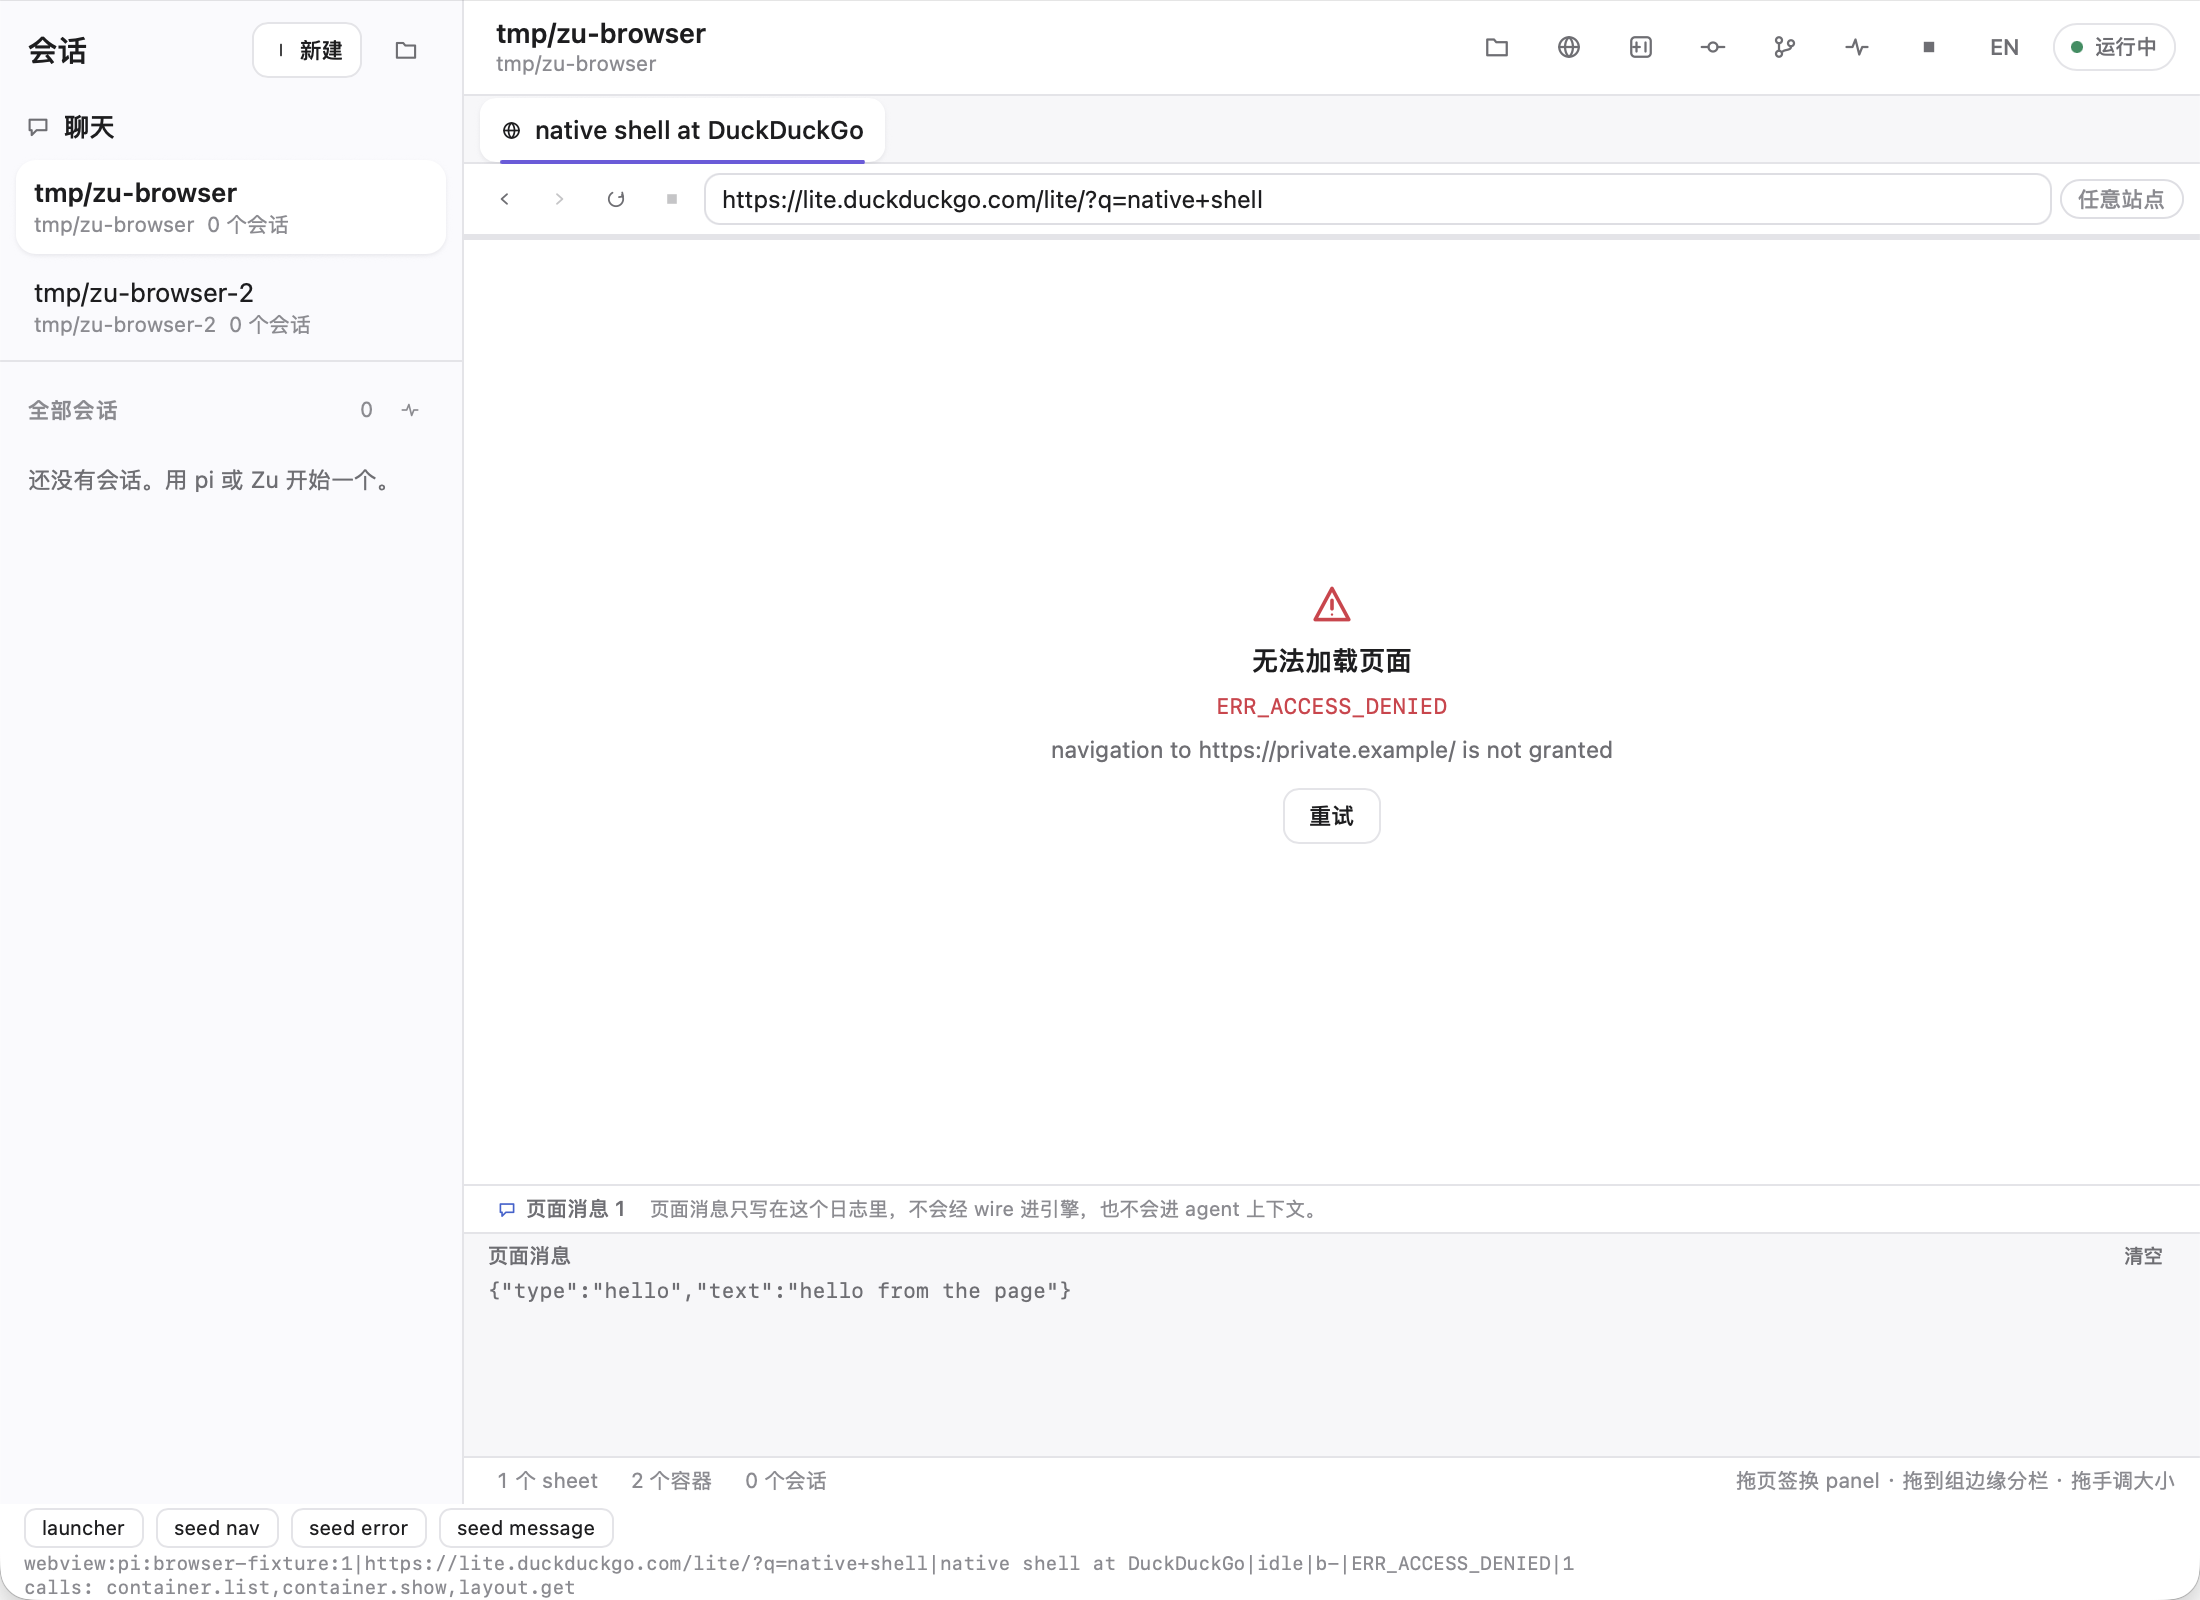 会话
新建
聊天
tmp/zu-browser
tmp/zu-browser 0 个会话
tmp/zu-browser-2
tmp/zu-browser-2 0 个会话
全部会话 0
还没有会话。用 pi 或 Zu 开始一个。
tmp/zu-browser
tmp/zu-browser
EN
运行中
native shell at DuckDuckGo
https://lite.duckduckgo.com/lite/?q=native+shell
任意站点
无法加载页面
ERR_ACCESS_DENIED
navigation to https://private.example/ is not granted
重试
页面消息 1 页面消息只写在这个日志里，不会经 wire 进引擎，也不会进 agent 上下文。
页面消息 清空
{"type":"hello","text":"hello from the page"}
1 个 sheet 2 个容器 0 个会话 拖页签换 panel · 拖到组边缘分栏 · 拖手调大小
launcher seed nav seed error seed message
webview:pi:browser-fixture:1|https://lite.duckduckgo.com/lite/?q=native+shell|native shell at DuckDuckGo|idle|b-|ERR_ACCESS_DENIED|1
calls: container.list,container.show,layout.get